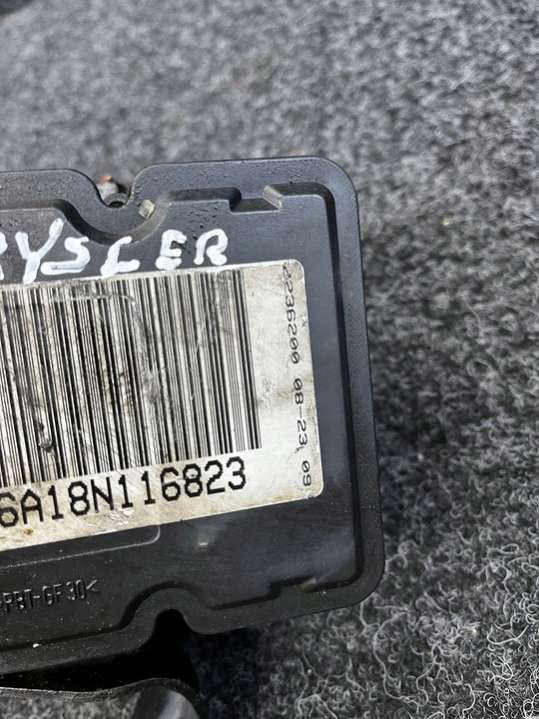 RYSLER
2236200 08-23, 09
6A18N116823
PBT-GF30<